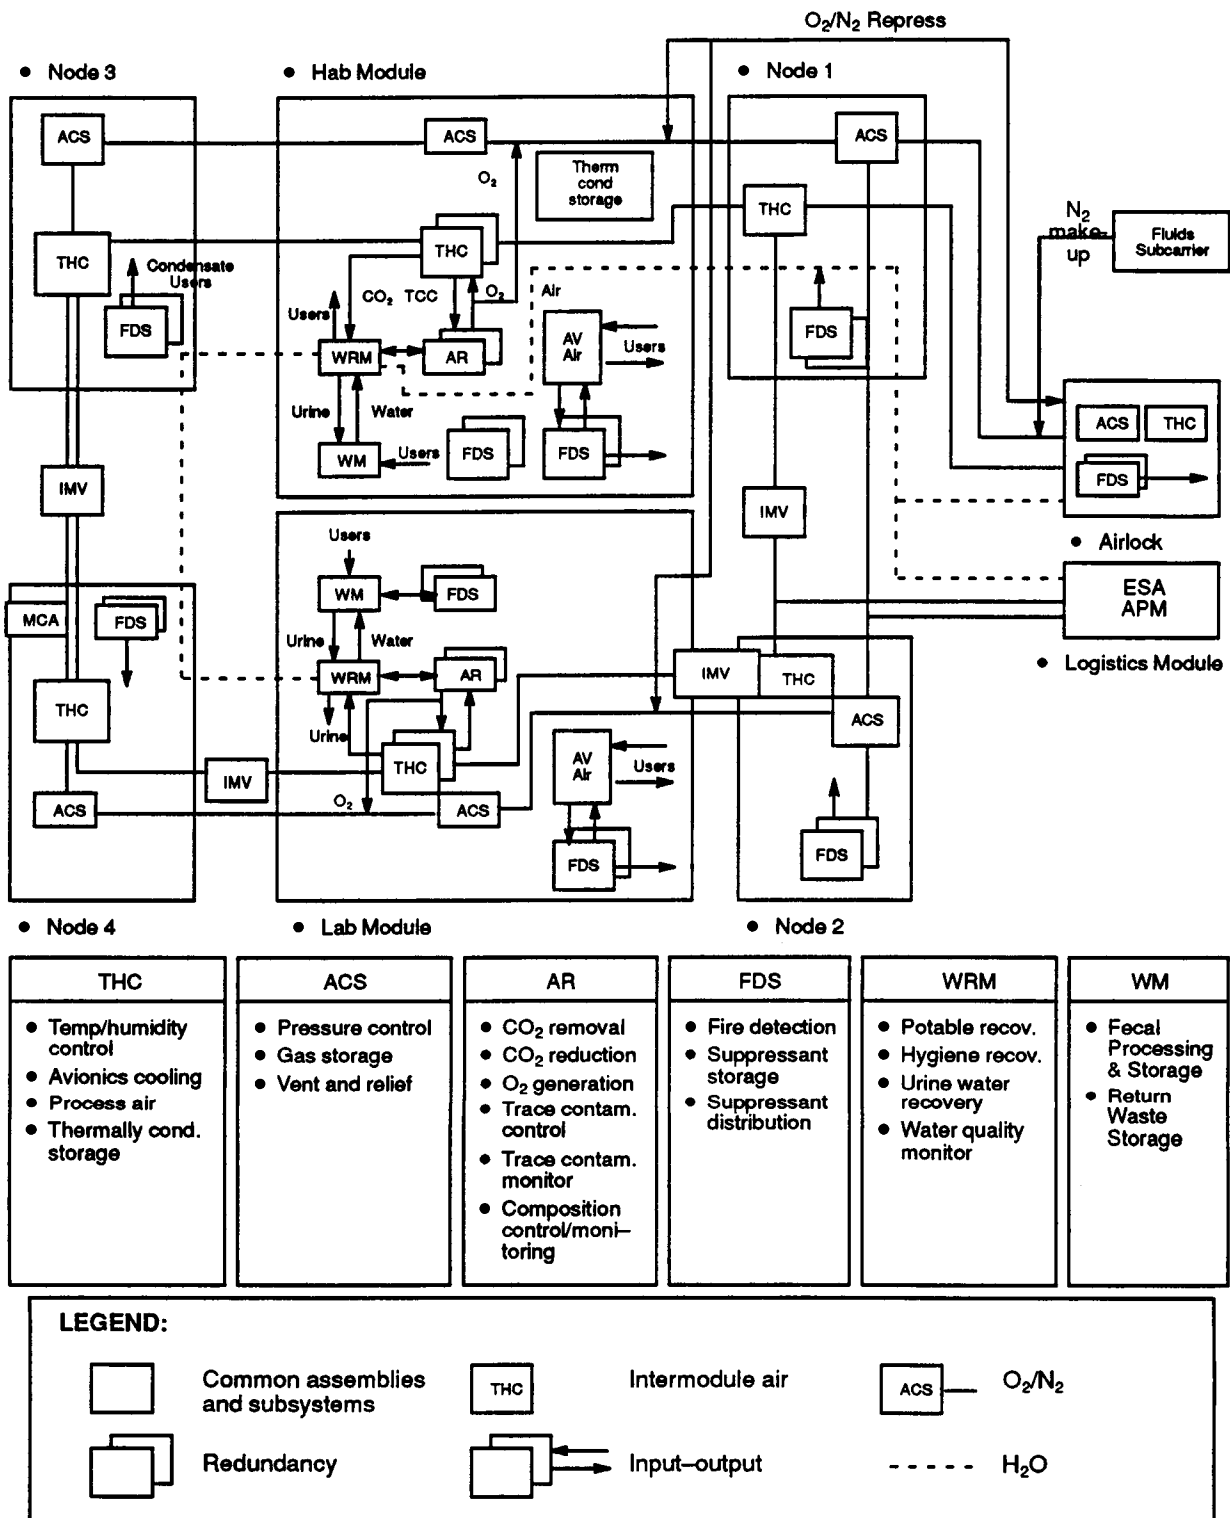 O2/N2 Repress
● Node 3
● Hab Module
● Node 1
ACS
ACS
ACS
O2
Therm
cond
storage
THC
THC
THC
N2
make-
up
Fluids
Subcarrier
Condensate
Users
FDS
CO2 TCC
O2
Air
Users
WRM
AR
AV
Air
Users
FDS
Urine
Water
WM
Users
FDS
FDS
ACS
THC
FDS
● Airlock
IMV
IMV
Users
WM
FDS
ESA
APM
● Logistics Module
MCA
FDS
Urine
Water
WRM
AR
IMV
THC
THC
Urine
THC
ACS
AV
Air
Users
IMV
O2
ACS
ACS
FDS
FDS
● Node 4
● Lab Module
● Node 2
THC
● Temp/humidity
control
● Avionics cooling
● Process air
● Thermally cond.
storage
ACS
● Pressure control
● Gas storage
● Vent and relief
AR
● CO2 removal
● CO2 reduction
● O2 generation
● Trace contam.
control
● Trace contam.
monitor
● Composition
control/moni–
toring
FDS
● Fire detection
● Suppressant
storage
● Suppressant
distribution
WRM
● Potable recov.
● Hygiene recov.
● Urine water
recovery
● Water quality
monitor
WM
● Fecal
Processing
& Storage
● Return
Waste
Storage
LEGEND:
Common assemblies
and subsystems
THC
Intermodule air
ACS
O2/N2
Redundancy
Input–output
H2O